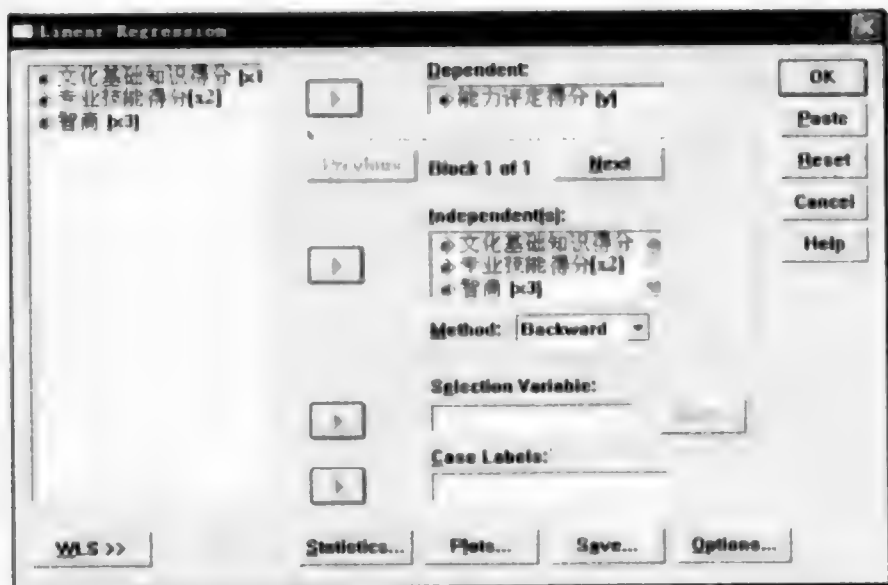 Linear Regression
文化基础知识得分 [x1
专业技能得分[x2]
智商 [x3]
Dependent:
能力评定得分 [y]
Previous
Block 1 of 1
Next
Independent(s):
文化基础知识得分
专业技能得分[x2]
智商 [x3]
Method: Backward
Selection Variable:
Case Labels:
WLS >>
Statistics...
Plots...
Save...
Options...
OK
Paste
Reset
Cancel
Help